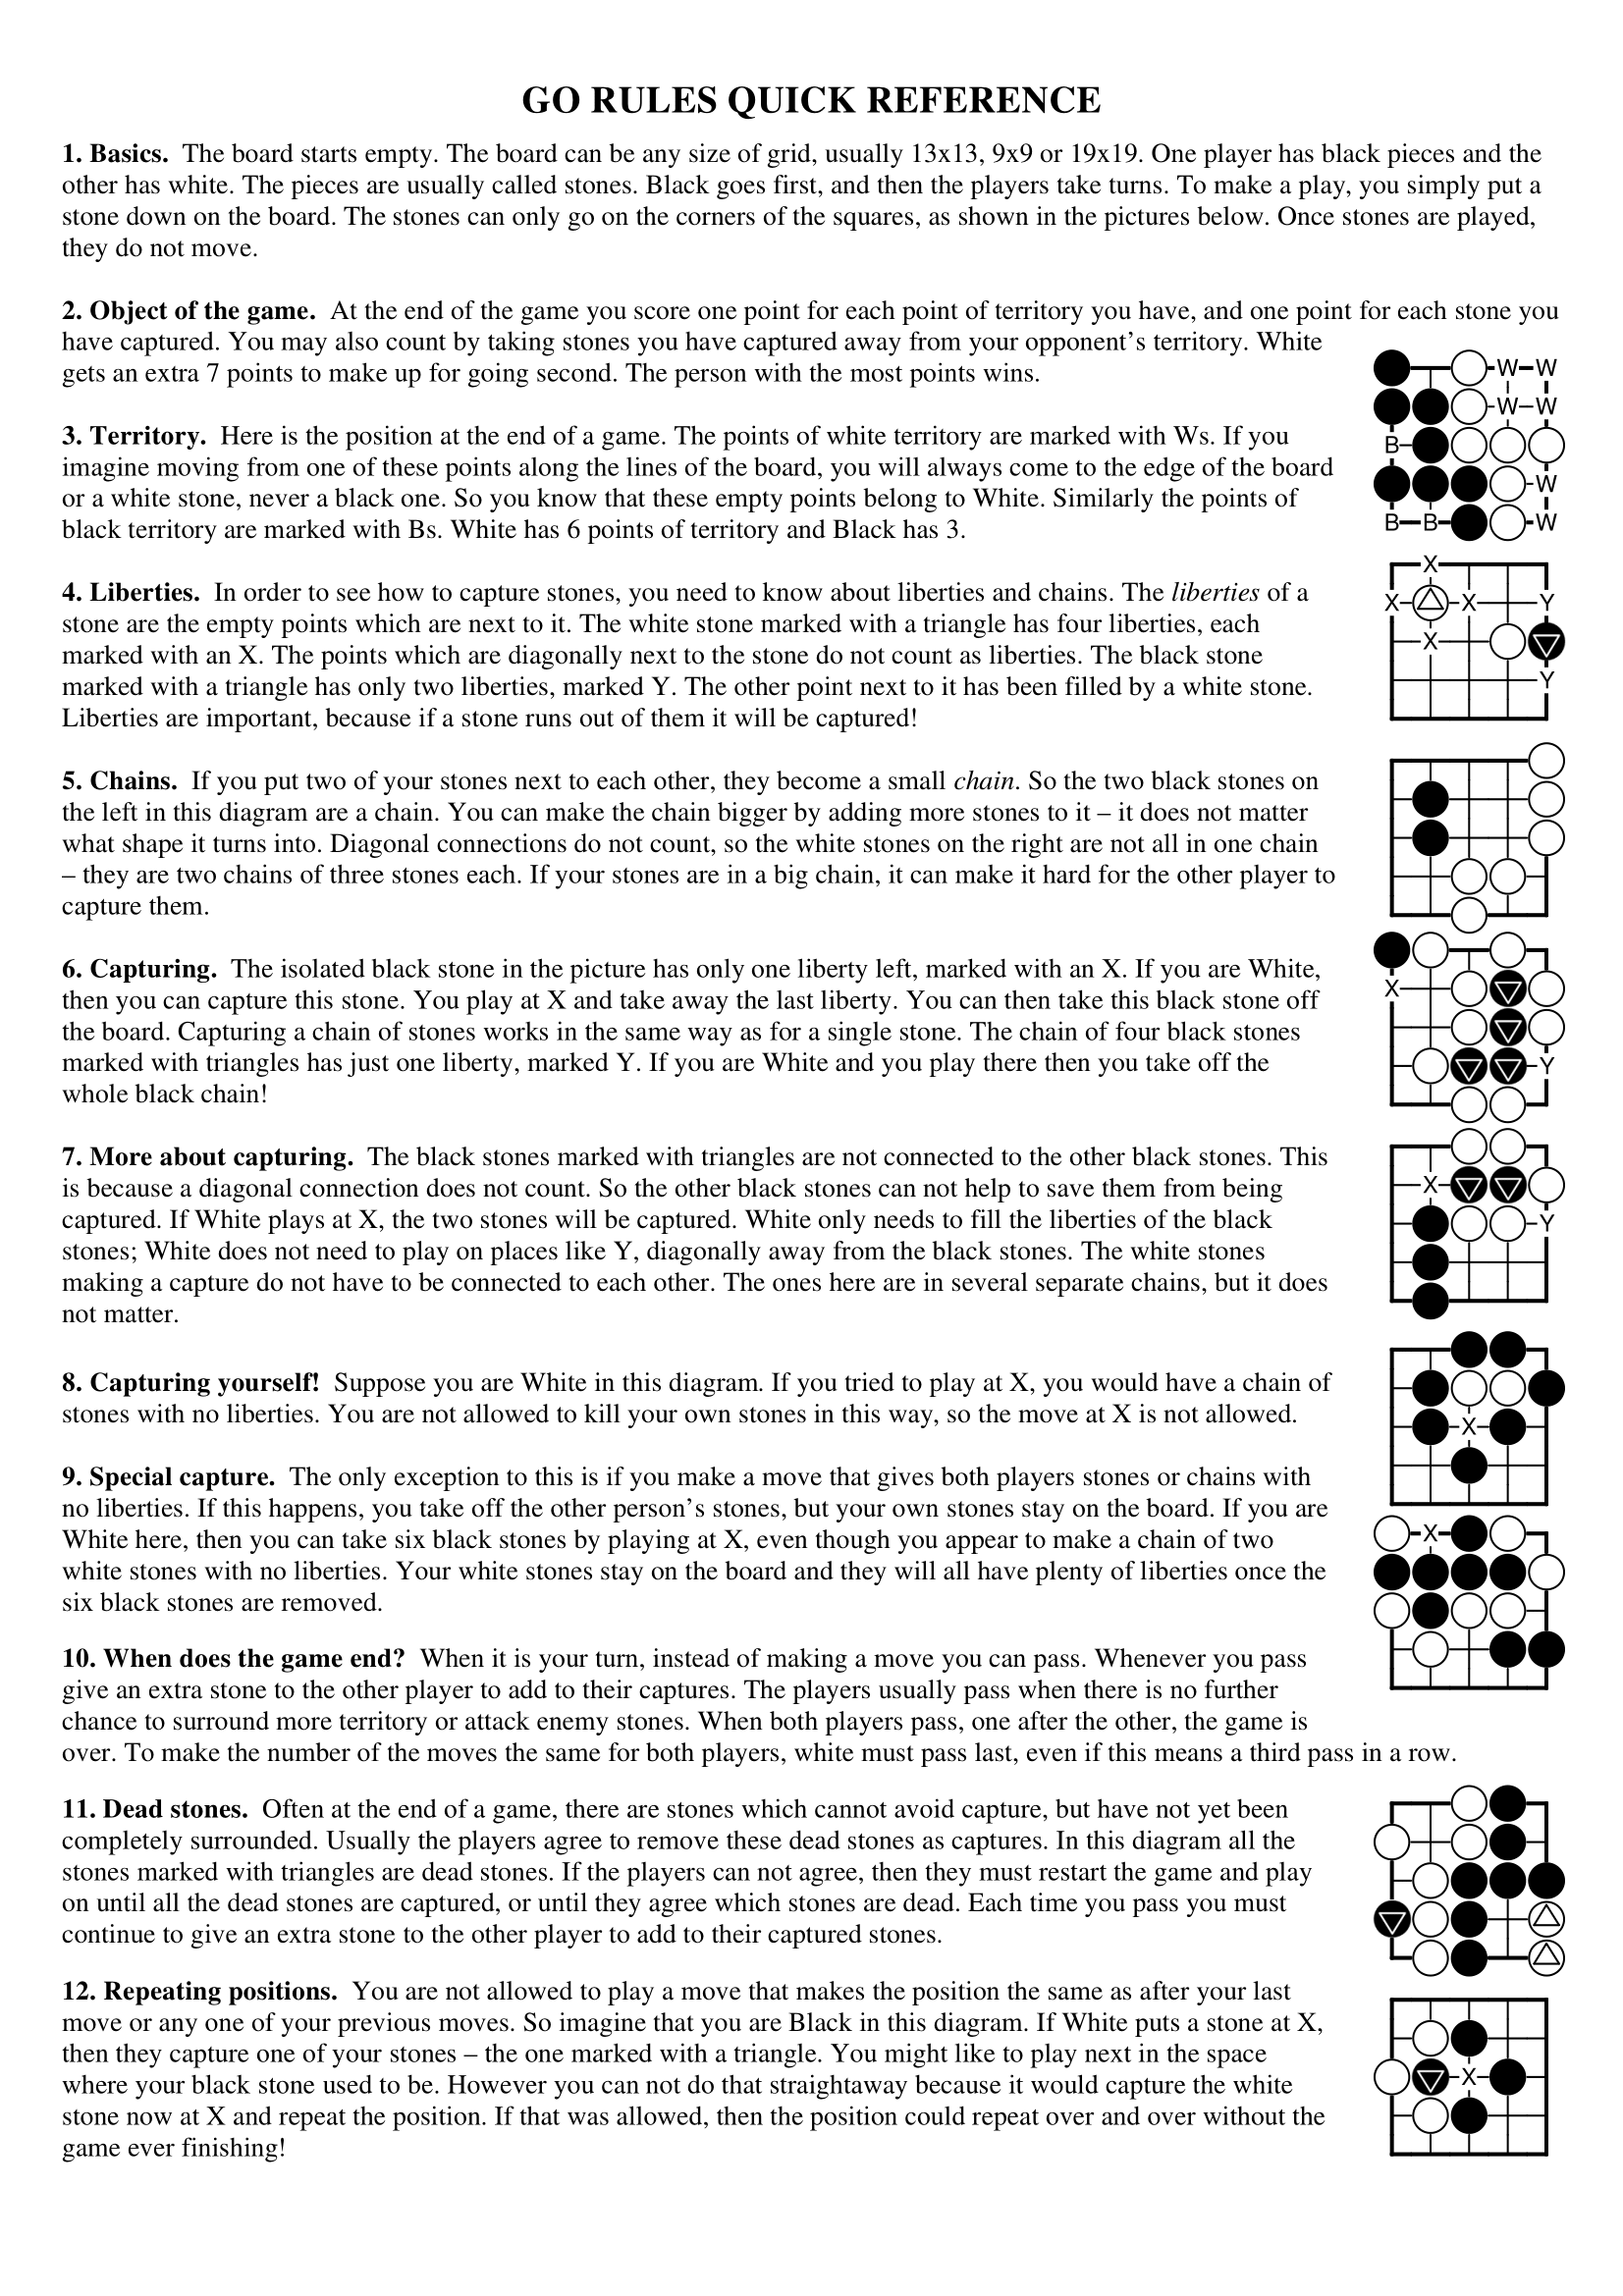 GO RULES QUICK REFERENCE
1. Basics. The board starts empty. The board can be any size of grid, usually 13x13, 9x9 or 19x19. One player has black pieces and the
other has white. The pieces are usually called stones. Black goes first, and then the players take turns. To make a play, you simply put a
stone down on the board. The stones can only go on the corners of the squares, as shown in the pictures below. Once stones are played,
they do not move.
2. Object of the game. At the end of the game you score one point for each point of territory you have, and one point for each stone you
have captured. You may also count by taking stones you have captured away from your opponent’s territory. White
gets an extra 7 points to make up for going second. The person with the most points wins.
W W
W W
B
W
B B W
3. Territory. Here is the position at the end of a game. The points of white territory are marked with Ws. If you
imagine moving from one of these points along the lines of the board, you will always come to the edge of the board
or a white stone, never a black one. So you know that these empty points belong to White. Similarly the points of
black territory are marked with Bs. White has 6 points of territory and Black has 3.
4. Liberties. In order to see how to capture stones, you need to know about liberties and chains. The liberties of a
stone are the empty points which are next to it. The white stone marked with a triangle has four liberties, each
marked with an X. The points which are diagonally next to the stone do not count as liberties. The black stone
marked with a triangle has only two liberties, marked Y. The other point next to it has been filled by a white stone.
Liberties are important, because if a stone runs out of them it will be captured!
X
X X Y
X
Y
5. Chains. If you put two of your stones next to each other, they become a small chain. So the two black stones on
the left in this diagram are a chain. You can make the chain bigger by adding more stones to it – it does not matter
what shape it turns into. Diagonal connections do not count, so the white stones on the right are not all in one chain
– they are two chains of three stones each. If your stones are in a big chain, it can make it hard for the other player to
capture them.
6. Capturing. The isolated black stone in the picture has only one liberty left, marked with an X. If you are White,
then you can capture this stone. You play at X and take away the last liberty. You can then take this black stone off
the board. Capturing a chain of stones works in the same way as for a single stone. The chain of four black stones
marked with triangles has just one liberty, marked Y. If you are White and you play there then you take off the
whole black chain!
X
Y
7. More about capturing. The black stones marked with triangles are not connected to the other black stones. This
is because a diagonal connection does not count. So the other black stones can not help to save them from being
captured. If White plays at X, the two stones will be captured. White only needs to fill the liberties of the black
stones; White does not need to play on places like Y, diagonally away from the black stones. The white stones
making a capture do not have to be connected to each other. The ones here are in several separate chains, but it does
not matter.
X
Y
8. Capturing yourself! Suppose you are White in this diagram. If you tried to play at X, you would have a chain of
stones with no liberties. You are not allowed to kill your own stones in this way, so the move at X is not allowed.
X
9. Special capture. The only exception to this is if you make a move that gives both players stones or chains with
no liberties. If this happens, you take off the other person’s stones, but your own stones stay on the board. If you are
White here, then you can take six black stones by playing at X, even though you appear to make a chain of two
white stones with no liberties. Your white stones stay on the board and they will all have plenty of liberties once the
six black stones are removed.
X
10. When does the game end? When it is your turn, instead of making a move you can pass. Whenever you pass
give an extra stone to the other player to add to their captures. The players usually pass when there is no further
chance to surround more territory or attack enemy stones. When both players pass, one after the other, the game is
over. To make the number of the moves the same for both players, white must pass last, even if this means a third pass in a row.
11. Dead stones. Often at the end of a game, there are stones which cannot avoid capture, but have not yet been
completely surrounded. Usually the players agree to remove these dead stones as captures. In this diagram all the
stones marked with triangles are dead stones. If the players can not agree, then they must restart the game and play
on until all the dead stones are captured, or until they agree which stones are dead. Each time you pass you must
continue to give an extra stone to the other player to add to their captured stones.
12. Repeating positions. You are not allowed to play a move that makes the position the same as after your last
move or any one of your previous moves. So imagine that you are Black in this diagram. If White puts a stone at X,
then they capture one of your stones – the one marked with a triangle. You might like to play next in the space
where your black stone used to be. However you can not do that straightaway because it would capture the white
stone now at X and repeat the position. If that was allowed, then the position could repeat over and over without the
game ever finishing!
X